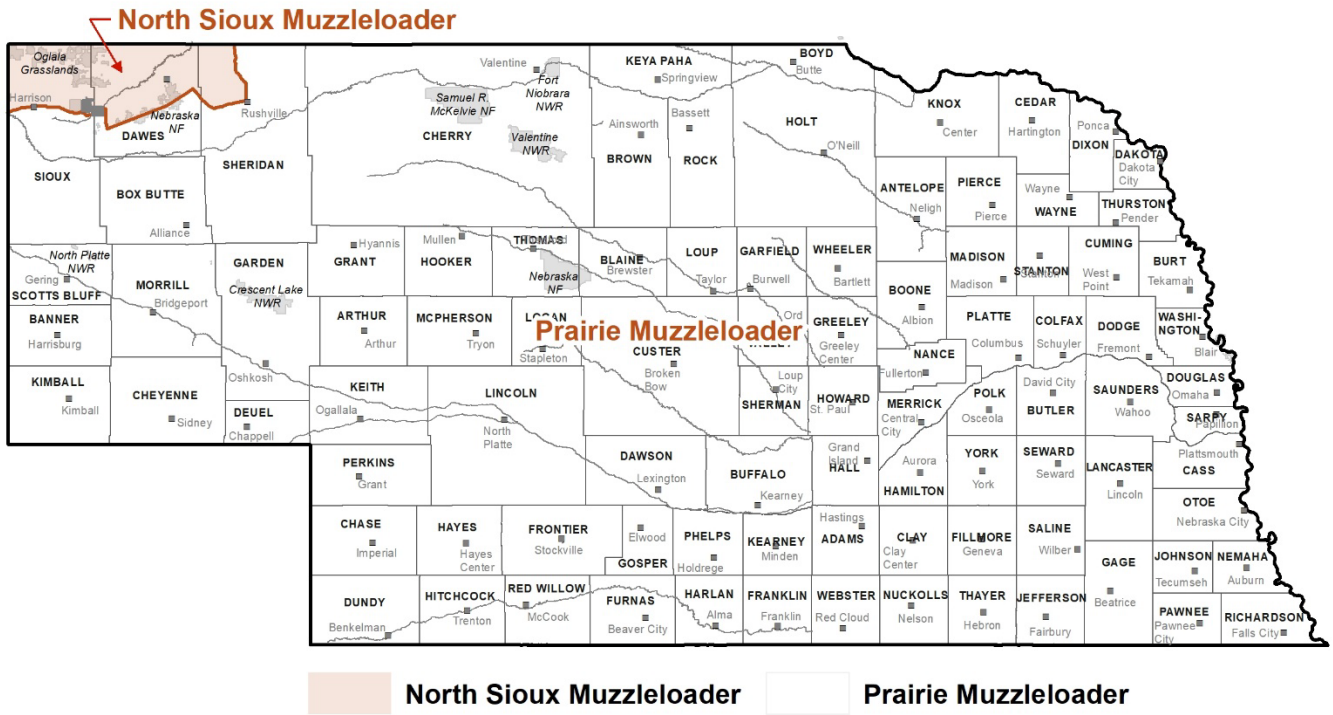 North Sioux Muzzleloader
Oglala
Grasslands
Harrison
Nebraska
NF
DAWES
Rushville
Valentine
Fort
Niobrara
NWR
Samuel R.
McKelvie NF
CHERRY
Valentine
NWR
KEYA PAHA
Springview
BOYD
Butte
Ainsworth
BROWN
Bassett
ROCK
HOLT
O'Neill
KNOX
Center
CEDAR
Hartington
Ponca
DIXON
DAKOTA
Dakota
City
SIOUX
BOX BUTTE
Alliance
SHERIDAN
ANTELOPE
Neligh
PIERCE
Pierce
Wayne
WAYNE
THURSTON
Pender
North Platte
NWR
Gering
SCOTTS BLUFF
MORRILL
Bridgeport
GARDEN
Crescent Lake
NWR
Hyannis
GRANT
Mullen
HOOKER
THOMAS
Nebraska
NF
BLAINE
Brewster
LOUP
Taylor
GARFIELD
Burwell
WHEELER
Bartlett
BOONE
Albion
MADISON
Madison
STANTON
Stanton
CUMING
West
Point
BURT
Tekamah
BANNER
Harrisburg
ARTHUR
Arthur
MCPHERSON
Tryon
LOGAN
Stapleton
Prairie Muzzleloader
CUSTER
Broken
Bow
Ord
GREELEY
Greeley
Center
NANCE
Fullerton
PLATTE
Columbus
COLFAX
Schuyler
DODGE
Fremont
WASHI-
NGTON
Blair
KIMBALL
Kimball
CHEYENNE
Sidney
Oshkosh
DEUEL
Chappell
KEITH
Ogallala
LINCOLN
North
Platte
Loup
City
SHERMAN
HOWARD
St. Paul
MERRICK
Central
City
POLK
Osceola
David City
BUTLER
SAUNDERS
Wahoo
DOUGLAS
Omaha
SARPY
Papillion
PERKINS
Grant
DAWSON
Lexington
BUFFALO
Kearney
Grand
Island
HALL
Aurora
HAMILTON
YORK
York
SEWARD
Seward
LANCASTER
Lincoln
Plattsmouth
CASS
OTOE
Nebraska City
CHASE
Imperial
HAYES
Hayes
Center
FRONTIER
Stockville
Elwood
GOSPER
PHELPS
Holdrege
KEARNEY
Minden
Hastings
ADAMS
CLAY
Clay
Center
FILLMORE
Geneva
SALINE
Wilber
GAGE
Beatrice
JOHNSON
Tecumseh
NEMAHA
Auburn
DUNDY
Benkelman
HITCHCOCK
Trenton
RED WILLOW
McCook
FURNAS
Beaver City
HARLAN
Alma
FRANKLIN
Franklin
WEBSTER
Red Cloud
NUCKOLLS
Nelson
THAYER
Hebron
JEFFERSON
Fairbury
PAWNEE
Pawnee
City
RICHARDSON
Falls City
North Sioux Muzzleloader
Prairie Muzzleloader